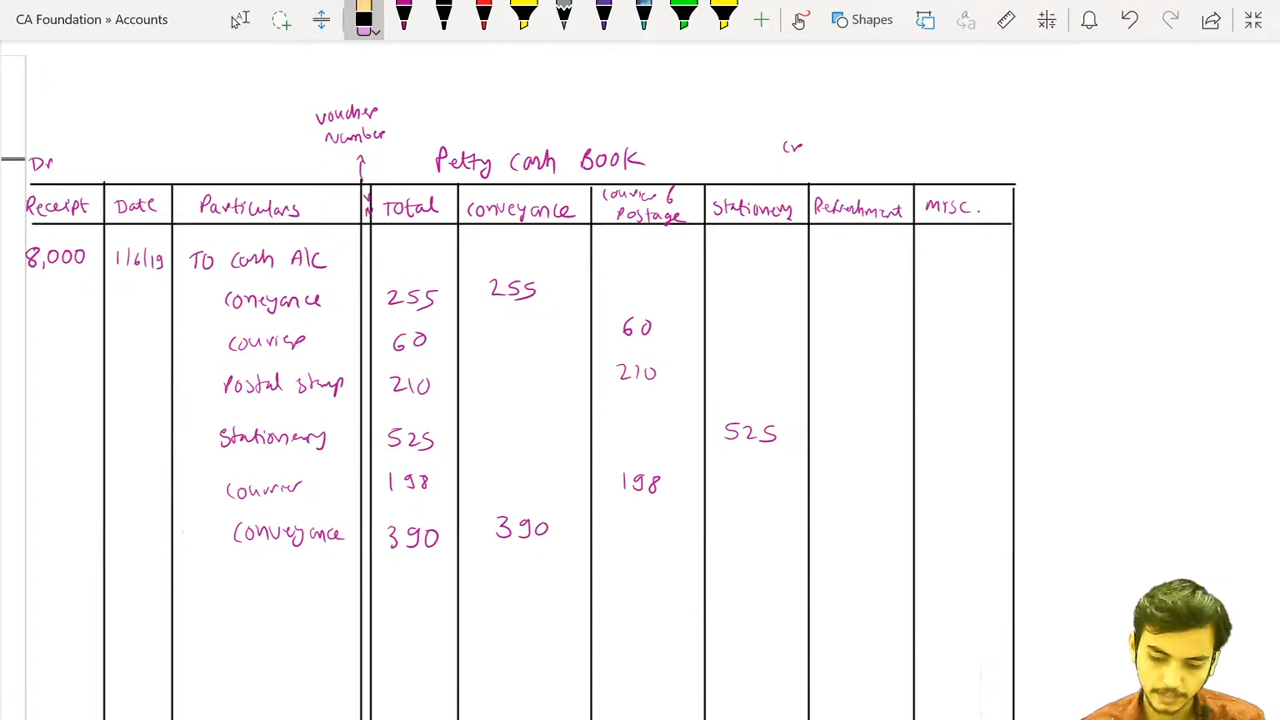 CA Foundation » Accounts
Shapes
Voucher
Number
Dr Petty Cash BOOK Cr
Receipt Date Particulars V N Total Conveyance Courier & Postage Stationery Refreshment Misc.
8,000 1/6/19 TO Cash A/C
Coneyance 255 255
Courier 60 60
Postal stamp 210 210
Stationery 525 525
Courier 198 198
Conveyance 390 390